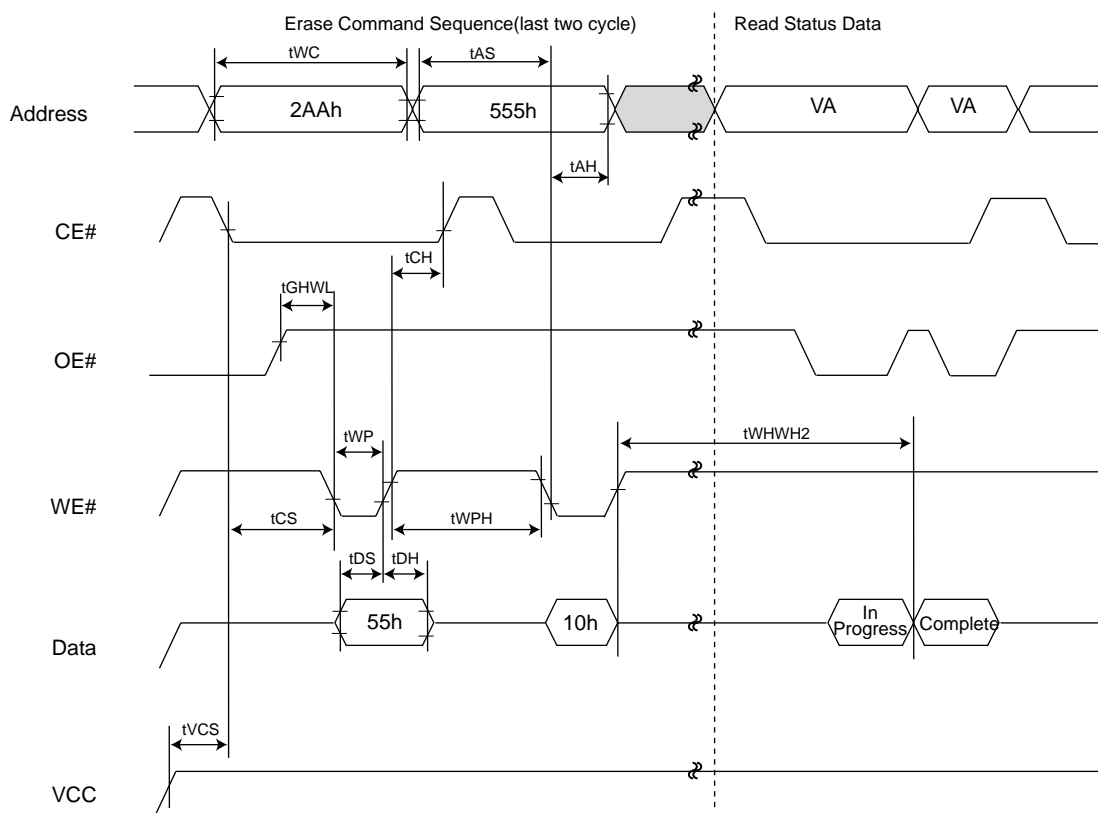 Erase Command Sequence(last two cycle)
Read Status Data
tWC
tAS
Address
2AAh
555h
VA
VA
tAH
CE#
tCH
tGHWL
OE#
tWP
tWHWH2
WE#
tCS
tWPH
tDS
tDH
Data
55h
10h
In
Progress
Complete
tVCS
VCC